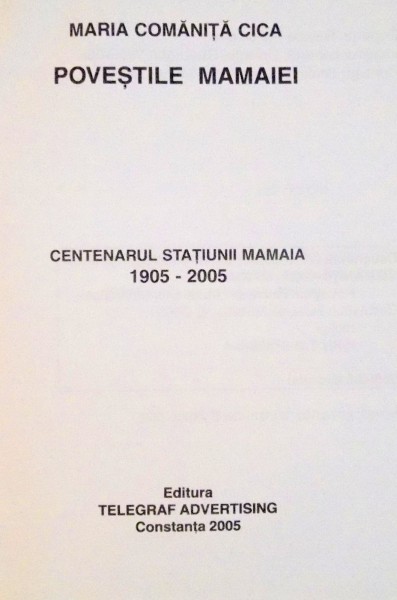 MARIA COMĂNIȚĂ CICA
POVEȘTILE MAMAIEI
CENTENARUL STAȚIUNII MAMAIA
1905 - 2005
Editura
TELEGRAF ADVERTISING
Constanța 2005